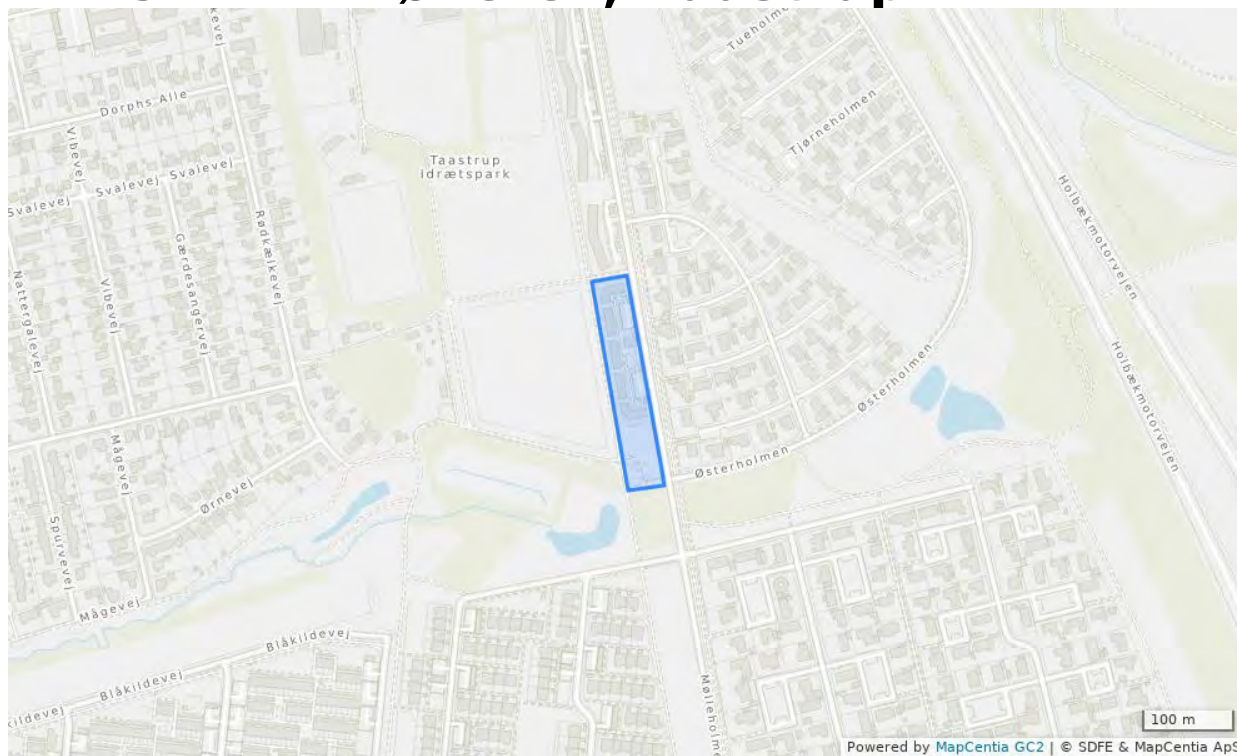 Tueholmen
Dorphs Alle
Tjørneholmen
Vibevej
Taastrup
Idrætspark
Svalevej
Svalevej
Svalevej
Holbækmotorvejen
Rødkælkevej
Gærdesangervej
Nattergalevej
Vibevej
Holbækmotorvejen
Østerholmen
Mågevej
Østerholmen
Ørnevej
Spurvevej
Mågevej
Blåkildevej
Blåkildevej
kildevej
100 m
Powered by MapCentia GC2 | © SDFE & MapCentia ApS